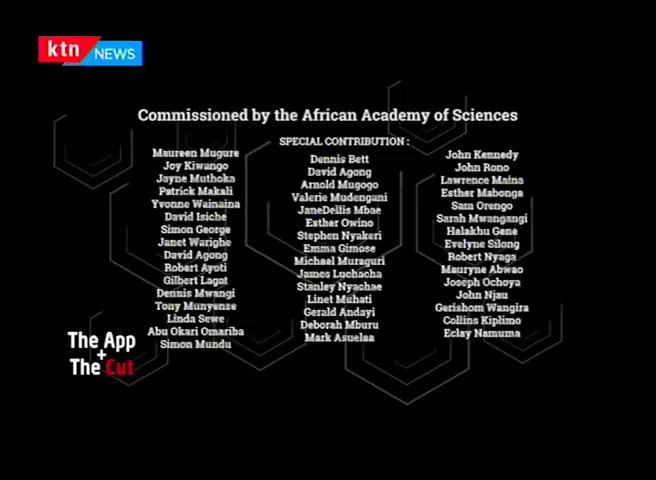 ktn NEWS
Commissioned by the African Academy of Sciences
SPECIAL CONTRIBUTION :
Maureen Mugure
Joy Kiwango
Jayne Muthoka
Patrick Makali
Yvonne Wainaina
David Isiche
Simon George
Janet Warighe
David Agong
Robert Ayoti
Gilbert Lagat
Dennis Mwangi
Tony Munyenze
Linda Sewe
Abu Okari Omariba
Simon Mundu
Dennis Bett
David Agong
Arnold Mugogo
Valerie Mudengani
JaneDellis Mbae
Esther Owino
Stephen Nyakeri
Emma Gimose
Michael Muraguri
James Luchacha
Stanley Nyachae
Linet Muhati
Gerald Andayi
Deborah Mburu
Mark Asuelaa
John Kennedy
John Rono
Lawrence Maina
Esther Mabonga
Sam Orengo
Sarah Mwangangi
Halakhu Gene
Evelyne Silong
Robert Nyaga
Mauryne Abwao
Joseph Ochoya
John Njau
Gerishom Wangira
Collins Kiplimo
Eclay Namuma
The App
+
The Cut